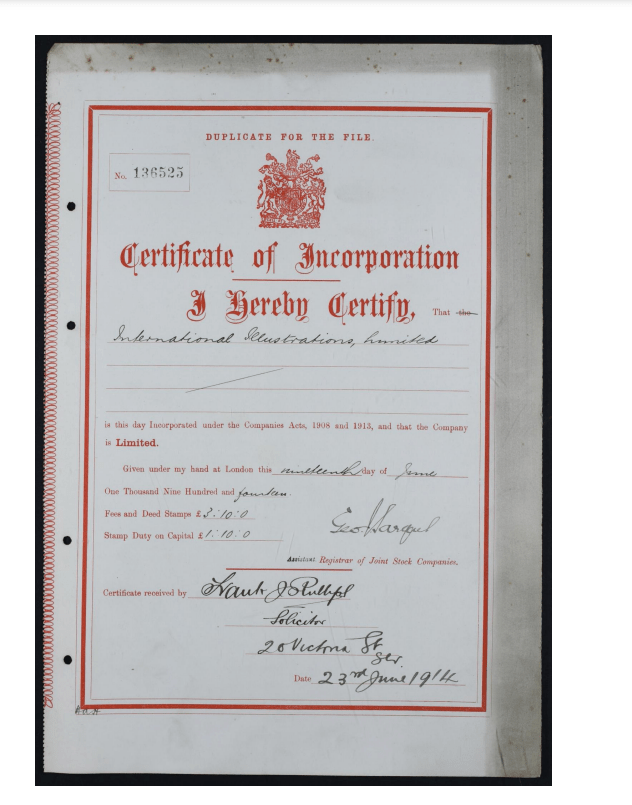 DUPLICATE FOR THE FILE.
No. 136525
Certificate of Incorporation
I Hereby Certify, That the
International Illustrations, Limited
is this day Incorporated under the Companies Acts, 1908 and 1913, and that the Company
is Limited.
Given under my hand at London this nineteenth day of June
One Thousand Nine Hundred and fourteen.
Fees and Deed Stamps £3:10:0
Stamp Duty on Capital £1:10:0
Geo J Sargent
Assistant Registrar of Joint Stock Companies.
Certificate received by Frank J
Solicitor
20 Victoria St
Date 23rd June 1914